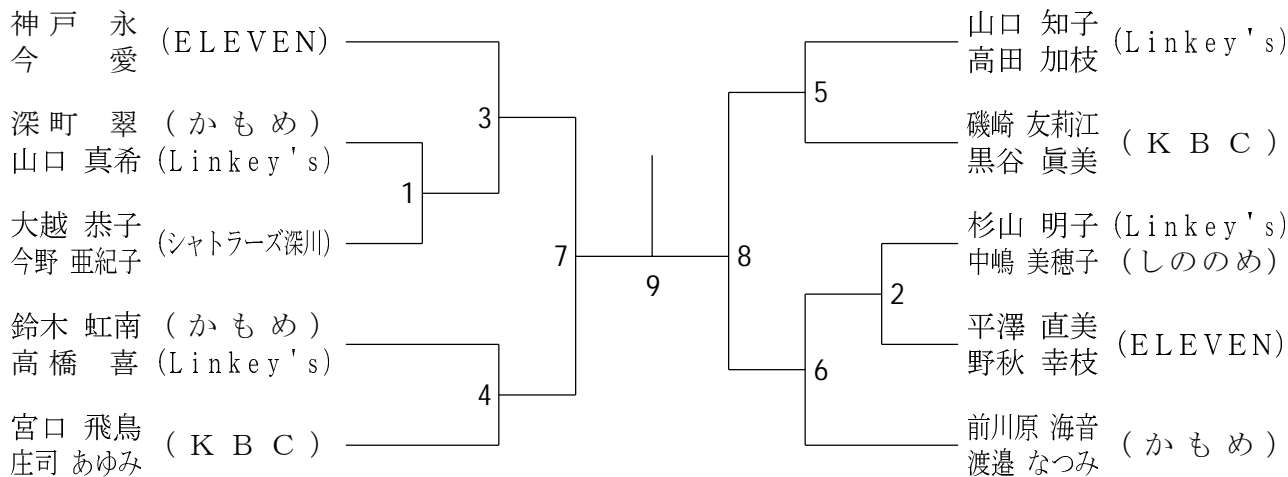 神戸 永 (ELEVEN)
今 愛
深町 翠 (かもめ)
山口 真希 (Linkey's)
大越 恭子 (シャトラーズ深川)
今野 亜紀子
鈴木 虹南 (かもめ)
高橋 喜 (Linkey's)
宮口 飛鳥 (KBC)
庄司 あゆみ
1
3
4
7
9
8
5
2
6
山口 知子 (Linkey's)
高田 加枝
磯崎 友莉江 (KBC)
黒谷 眞美
杉山 明子 (Linkey's)
中嶋 美穂子 (しののめ)
平澤 直美 (ELEVEN)
野秋 幸枝
前川原 海音 (かもめ)
渡邉 なつみ